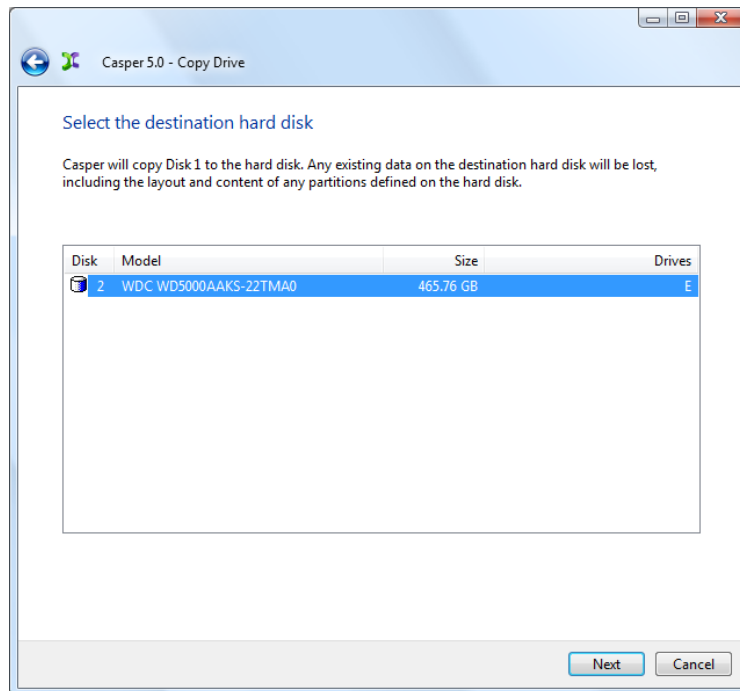 Casper 5.0 - Copy Drive
Select the destination hard disk
Casper will copy Disk 1 to the hard disk. Any existing data on the destination hard disk will be lost,
including the layout and content of any partitions defined on the hard disk.
Disk Model Size Drives
2 WDC WD5000AAKS-22TMA0 465.76 GB E
Next Cancel